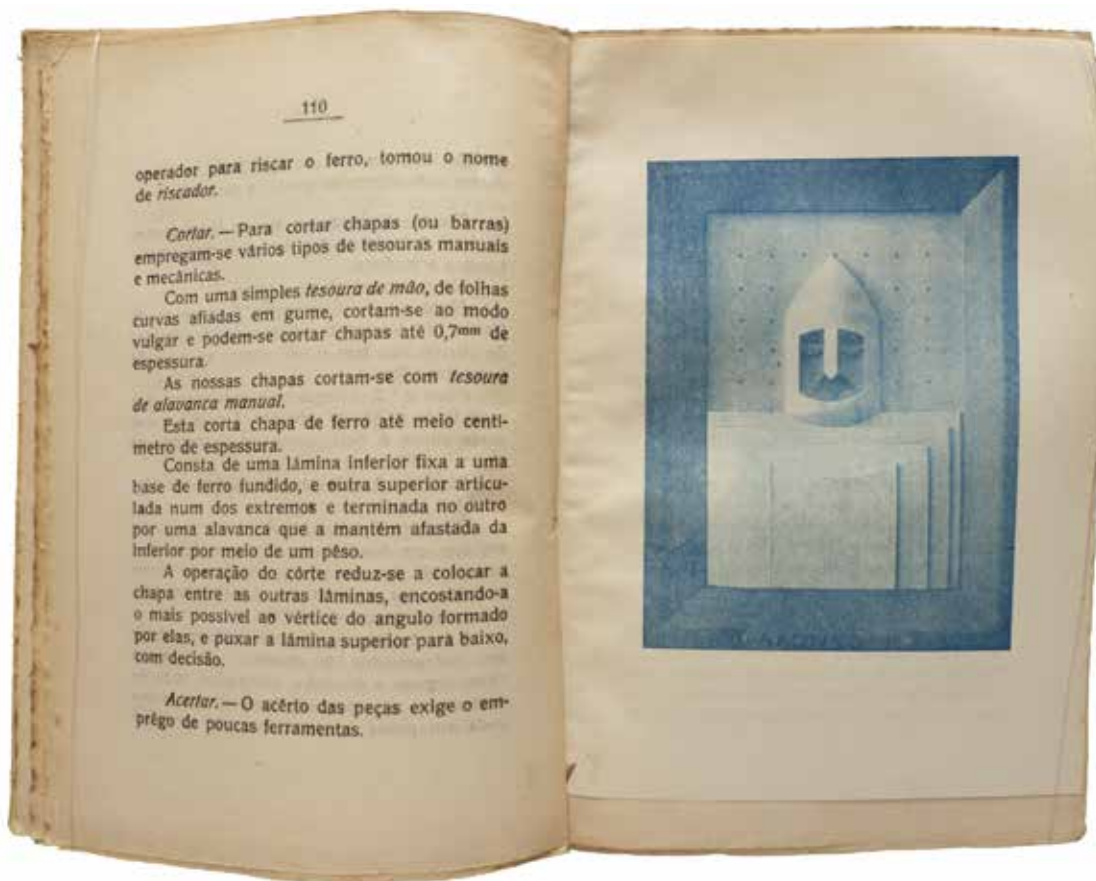 110
operador para riscar o ferro, tomou o nome
de riscador.
Cortar. — Para cortar chapas (ou barras)
empregam-se vários tipos de tesouras manuais
e mecânicas.
Com uma simples tesoura de mão, de folhas
curvas afiadas em gume, cortam-se ao modo
vulgar e podem-se cortar chapas até 0,7mm de
espessura.
As nossas chapas cortam-se com tesoura
de alavanca manual.
Esta corta chapa de ferro até meio centí-
metro de espessura.
Consta de uma lâmina inferior fixa a uma
base de ferro fundido, e outra superior articu-
lada num dos extremos e terminada no outro
por uma alavanca que a mantém afastada da
inferior por meio de um pêso.
A operação do córte reduz-se a colocar a
chapa entre as outras lâminas, encostando-a
o mais possível ao vértice do angulo formado
por elas, e puxar a lâmina superior para baixo,
com decisão.
Acertar. — O acêrto das peças exige o em-
prêgo de poucas ferramentas.